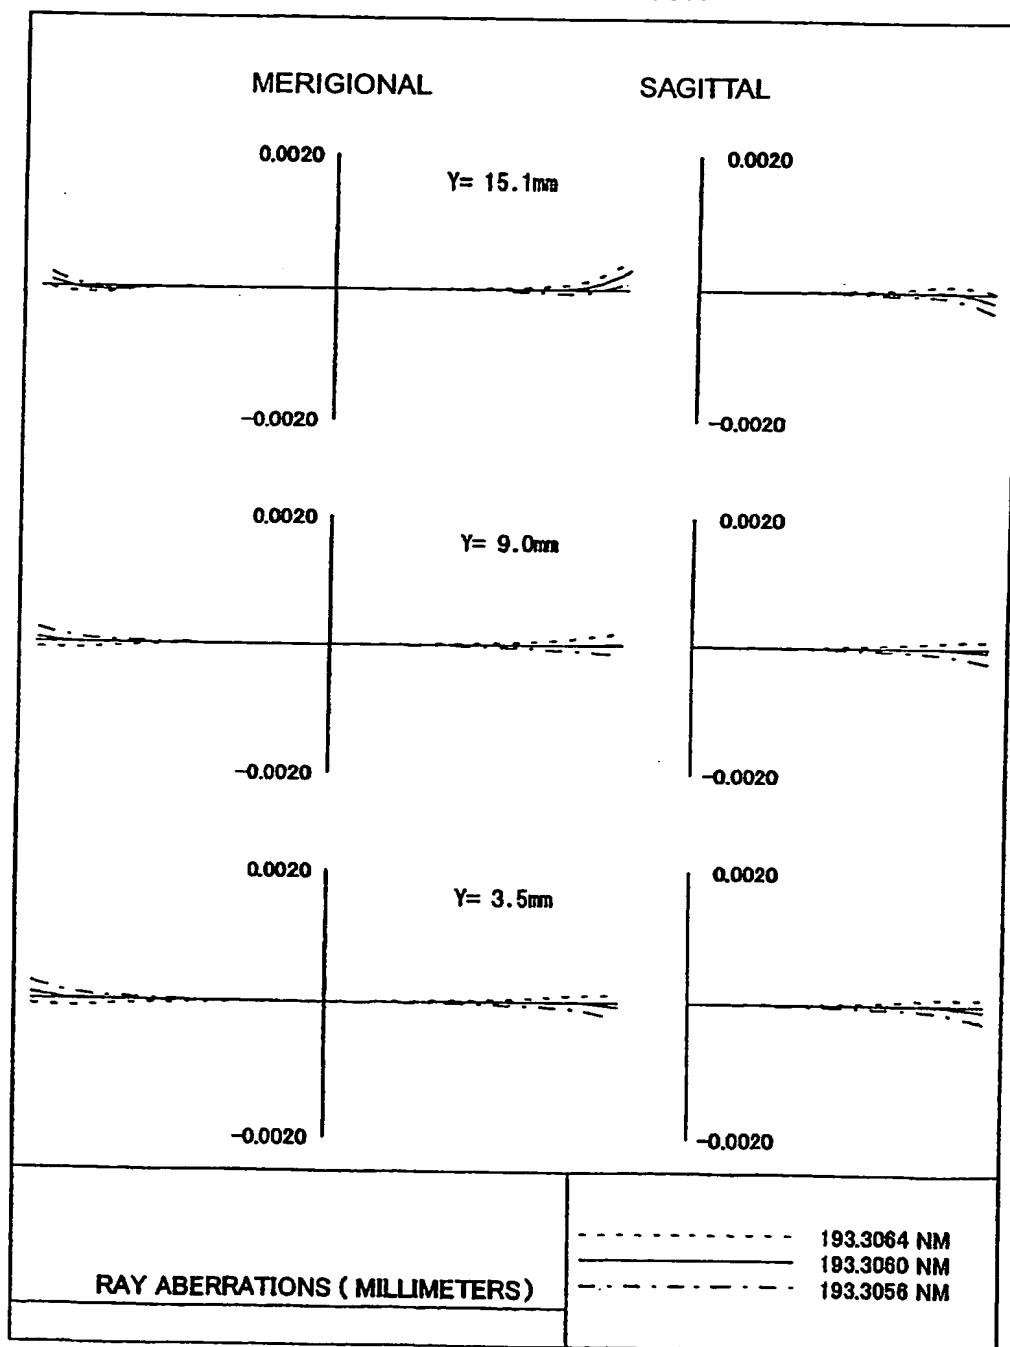 MERIGIONAL SAGITTAL
0.0020 0.0020
Y= 15.1mm
-0.0020 -0.0020
0.0020 0.0020
Y= 9.0mm
-0.0020 -0.0020
0.0020 0.0020
Y= 3.5mm
-0.0020 -0.0020
193.3064 NM
193.3060 NM
193.3056 NM
RAY ABERRATIONS ( MILLIMETERS )